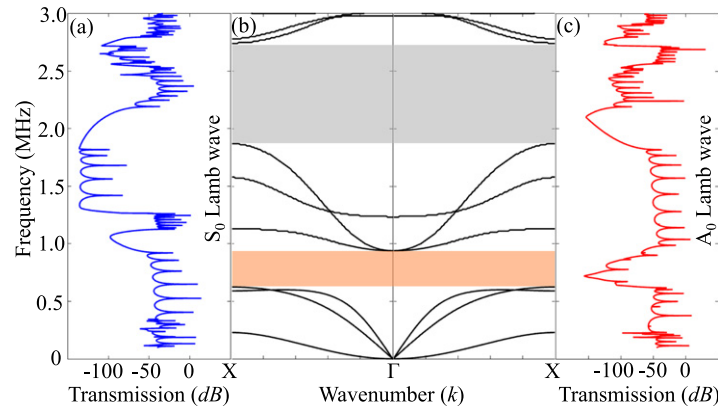 (a)
(b)
(c)
3.0
2.5
2.0
1.5
1.0
0.5
0
Frequency (MHz)
S0 Lamb wave
A0 Lamb wave
-100 -50 0
X Γ X
-100 -50 0
Transmission (dB)
Wavenumber (k)
Transmission (dB)